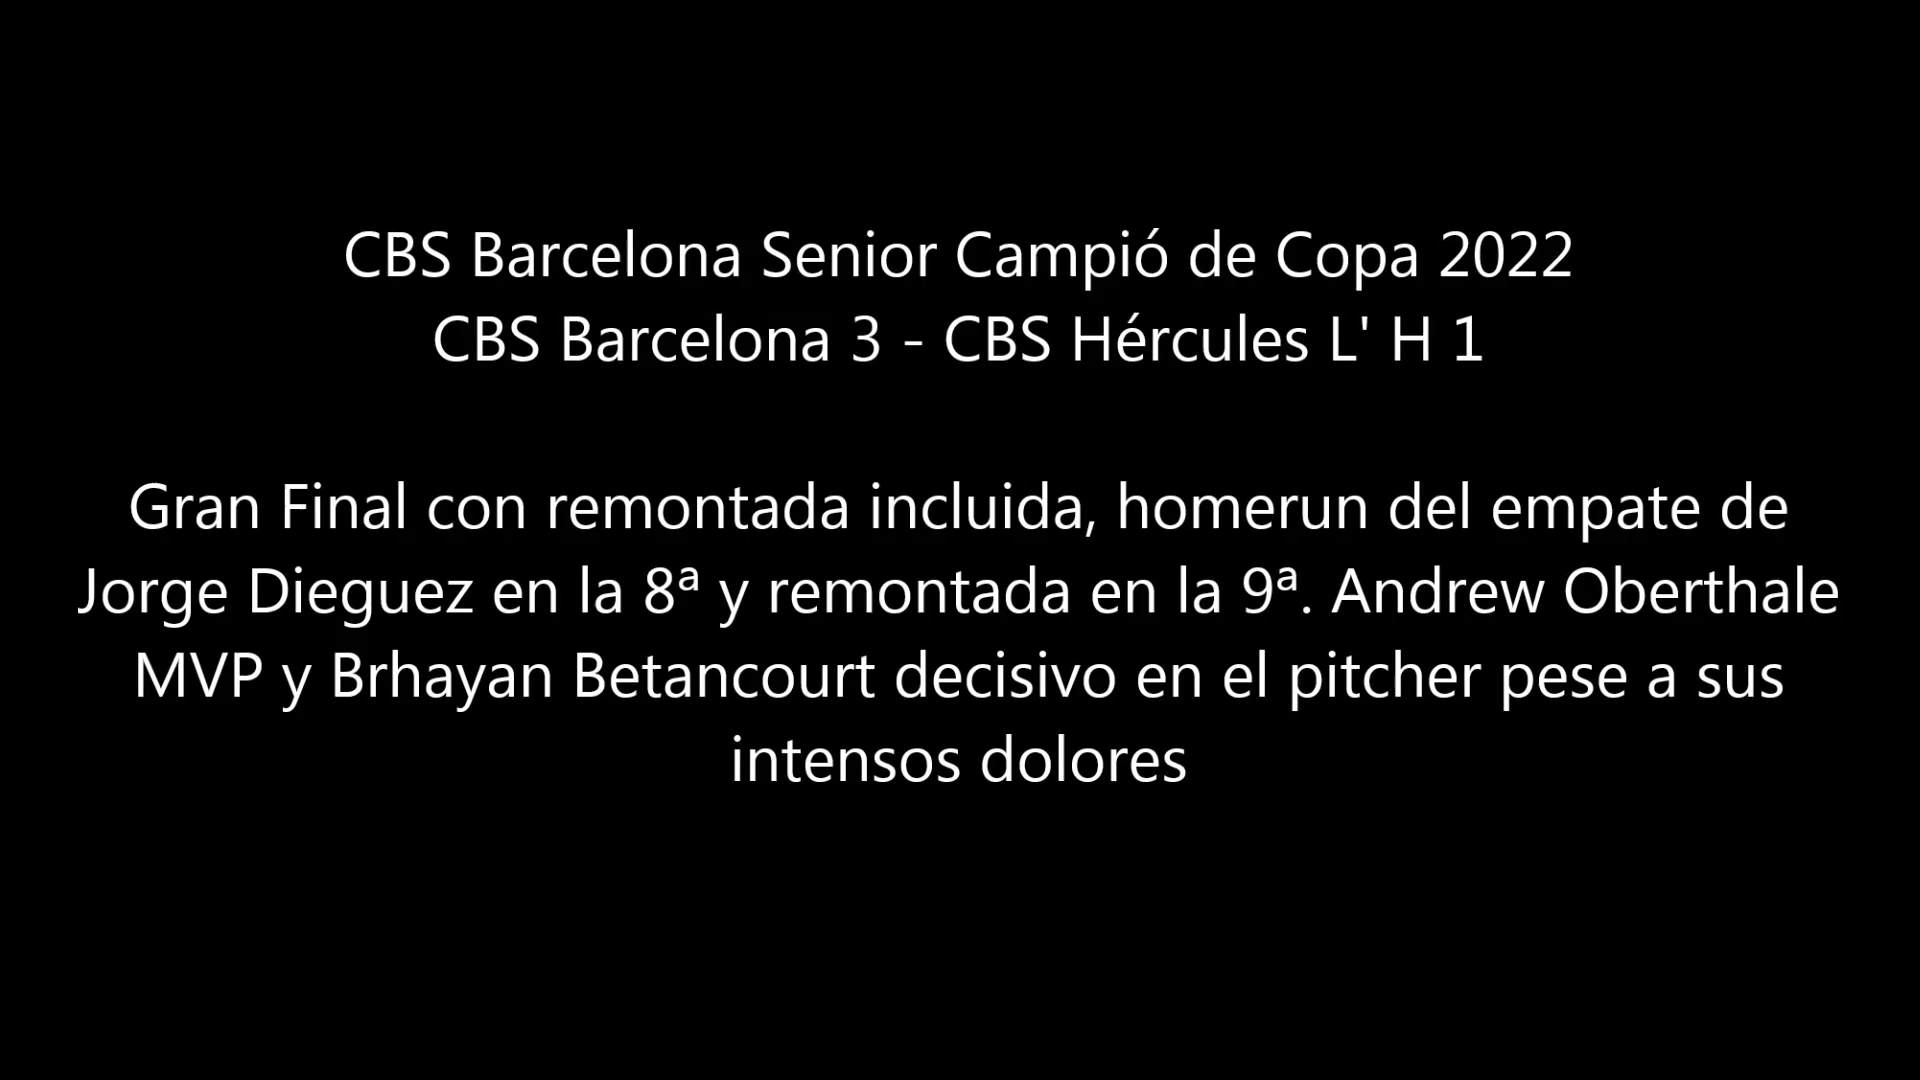 CBS Barcelona Senior Campió de Copa 2022
CBS Barcelona 3 - CBS Hércules L' H 1
Gran Final con remontada incluida, homerun del empate de
Jorge Dieguez en la 8ª y remontada en la 9ª. Andrew Oberthale
MVP y Brhayan Betancourt decisivo en el pitcher pese a sus
intensos dolores